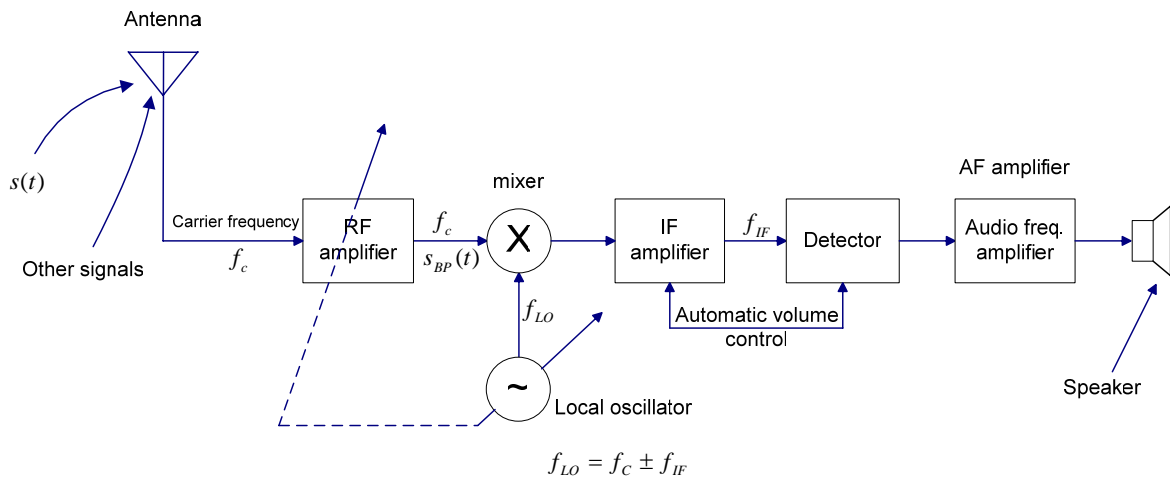 Antenna
s(t)
Other signals
Carrier frequency
f_c
RF
amplifier
f_c
s_BP(t)
mixer
X
f_LO
~
Local oscillator
f_LO = f_C ± f_IF
IF
amplifier
f_IF
Detector
Automatic volume
control
AF amplifier
Audio freq.
amplifier
Speaker